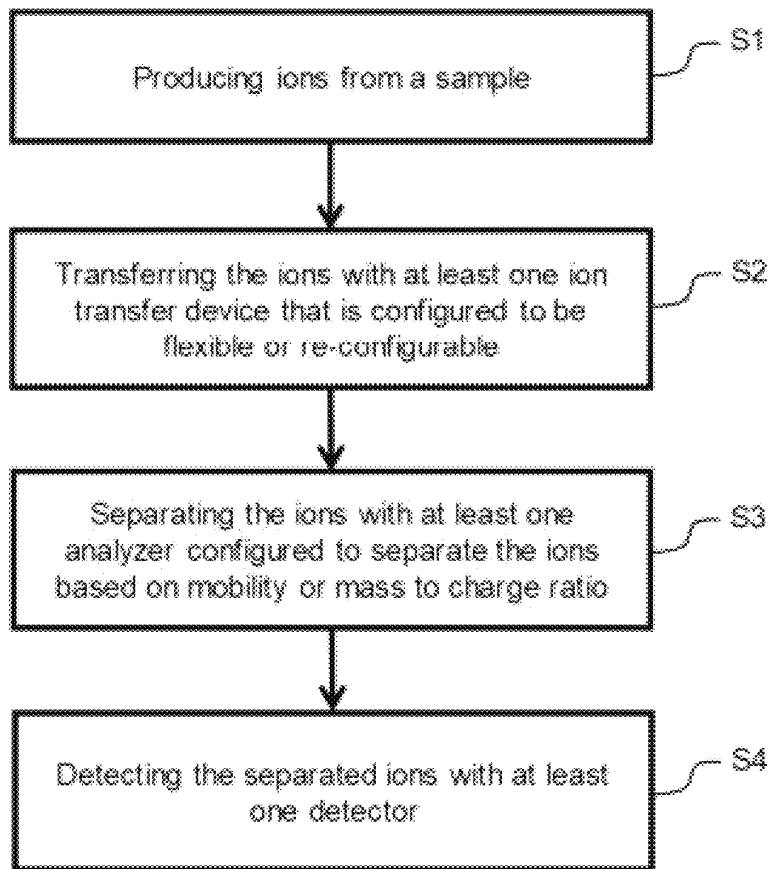 Producing ions from a sample
S1
Transferring the ions with at least one ion
transfer device that is configured to be
flexible or re-configurable
S2
Separating the ions with at least one
analyzer configured to separate the ions
based on mobility or mass to charge ratio
S3
Detecting the separated ions with at least
one detector
S4